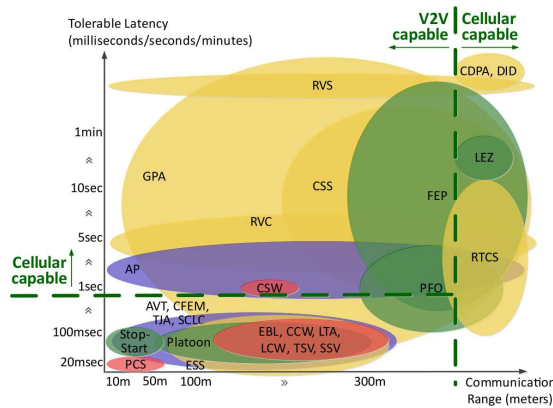 Tolerable Latency
(milliseconds/seconds/minutes)
V2V
capable
Cellular
capable
CDPA, DID
RVS
1min
LEZ
GPA
10sec
CSS
FEP
RVC
5sec
Cellular
capable
AP
RTCS
1sec
CSW
PFO
AVT, CFEM,
TJA, SCLC
100msec
Stop-
Start
Platoon
EBL, CCW, LTA,
LCW, TSV, SSV
20msec
PCS
ESS
10m
50m
100m
»
300m
Communication
Range (meters)